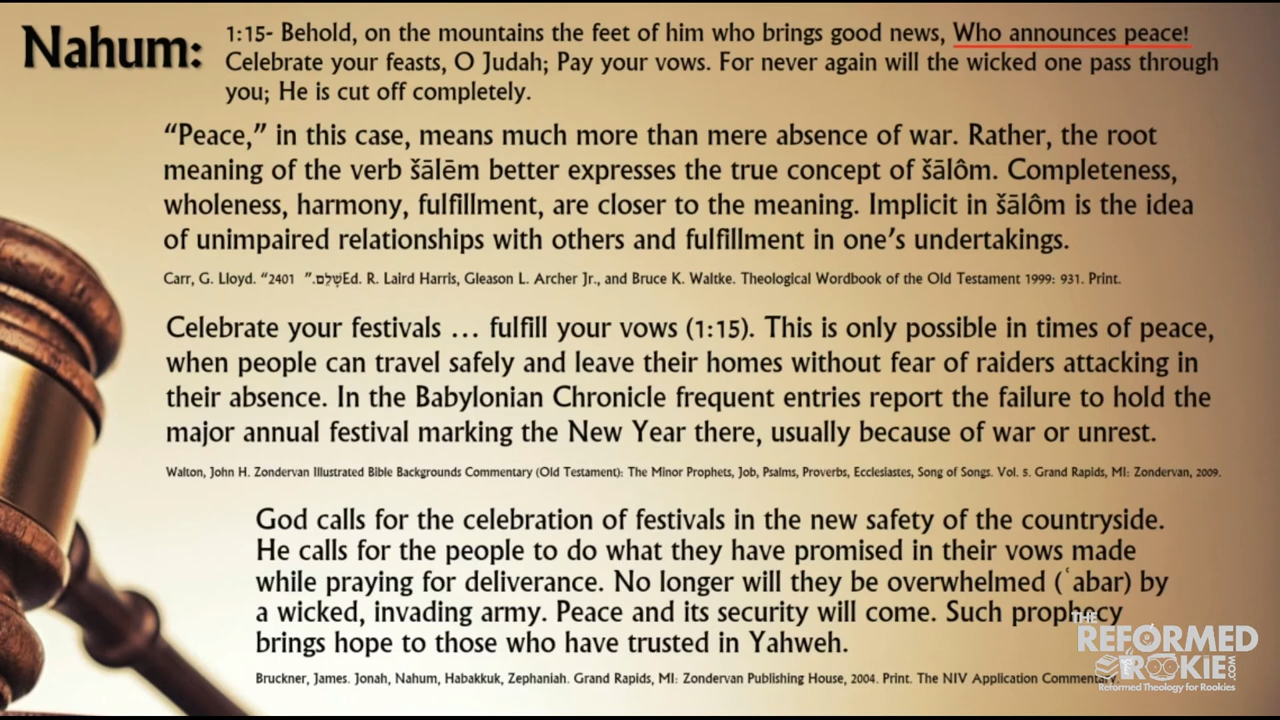 Nahum:
1:15- Behold, on the mountains the feet of him who brings good news, Who announces peace!
Celebrate your feasts, O Judah; Pay your vows. For never again will the wicked one pass through
you; He is cut off completely.
“Peace,” in this case, means much more than mere absence of war. Rather, the root
meaning of the verb šālēm better expresses the true concept of šālôm. Completeness,
wholeness, harmony, fulfillment, are closer to the meaning. Implicit in šālôm is the idea
of unimpaired relationships with others and fulfillment in one’s undertakings.
Carr, G. Lloyd. “2401 ”.שָׁלֵם Ed. R. Laird Harris, Gleason L. Archer Jr., and Bruce K. Waltke. Theological Wordbook of the Old Testament 1999: 931. Print.
Celebrate your festivals … fulfill your vows (1:15). This is only possible in times of peace,
when people can travel safely and leave their homes without fear of raiders attacking in
their absence. In the Babylonian Chronicle frequent entries report the failure to hold the
major annual festival marking the New Year there, usually because of war or unrest.
Walton, John H. Zondervan Illustrated Bible Backgrounds Commentary (Old Testament): The Minor Prophets, Job, Psalms, Proverbs, Ecclesiastes, Song of Songs. Vol. 5. Grand Rapids, MI: Zondervan, 2009.
God calls for the celebration of festivals in the new safety of the countryside.
He calls for the people to do what they have promised in their vows made
while praying for deliverance. No longer will they be overwhelmed (ʿabar) by
a wicked, invading army. Peace and its security will come. Such prophecy
brings hope to those who have trusted in Yahweh.
Bruckner, James. Jonah, Nahum, Habakkuk, Zephaniah. Grand Rapids, MI: Zondervan Publishing House, 2004. Print. The NIV Application Commentary.
THE
REFORMED
ROOKIE.COM
Reformed Theology for Rookies